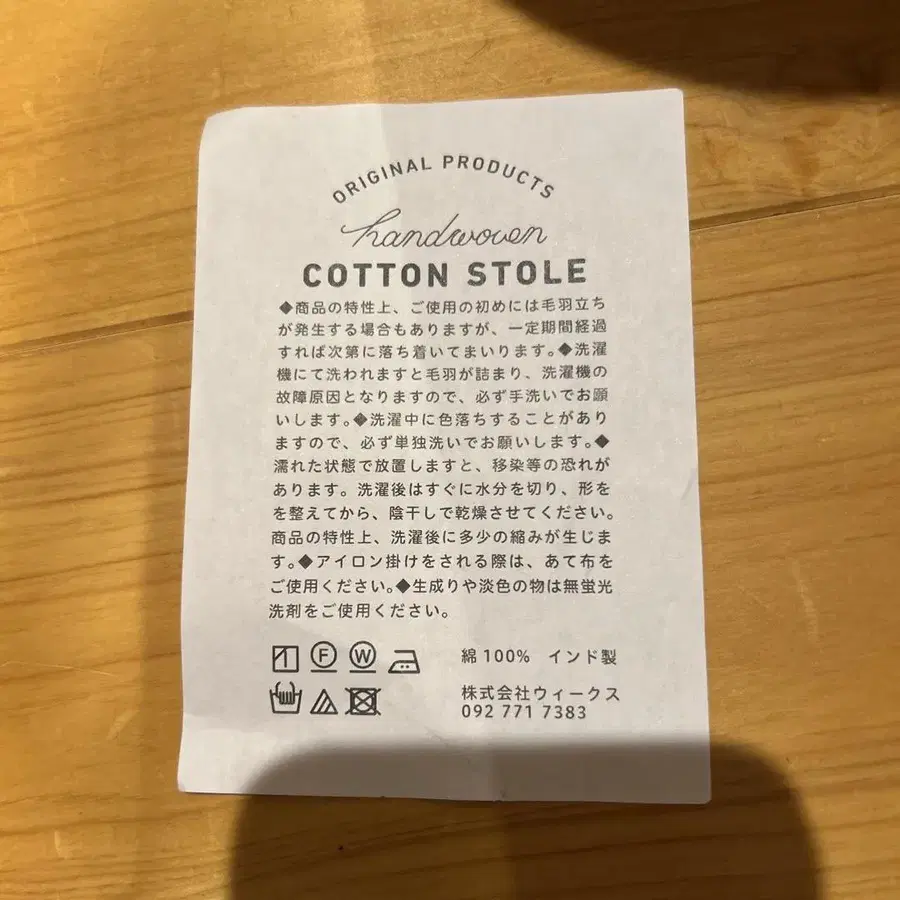 ORIGINAL PRODUCTS
handwoven
COTTON STOLE
◆商品の特性上、ご使用の初めには毛羽立ち
が発生する場合もありますが、一定期間経過
すれば次第に落ち着いてまいります。◆洗濯
機にて洗われますと毛羽が詰まり、洗濯機の
故障原因となりますので、必ず手洗いでお願
いします。◆洗濯中に色落ちすることがあり
ますので、必ず単独洗いでお願いします。◆
濡れた状態で放置しますと、移染等の恐れが
あります。洗濯後はすぐに水分を切り、形を
を整えてから、陰干しで乾燥させてください。
商品の特性上、洗濯後に多少の縮みが生じま
す。◆アイロン掛けをされる際は、あて布を
ご使用ください。◆生成りや淡色の物は無蛍光
洗剤をご使用ください。
F W
綿100% インド製
株式会社ウィークス
092 771 7383